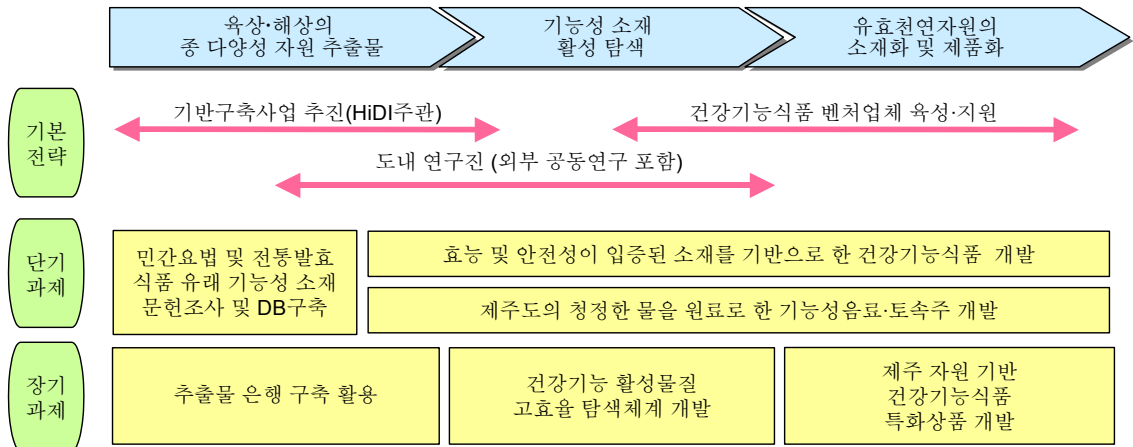 육상·해상의
종 다양성 자원 추출물
기능성 소재
활성 탐색
유효천연자원의
소재화 및 제품화
기본
전략
기반구축사업 추진(HiDI주관)
건강기능식품 벤처업체 육성·지원
도내 연구진 (외부 공동연구 포함)
단기
과제
민간요법 및 전통발효
식품 유래 기능성 소재
문헌조사 및 DB구축
효능 및 안전성이 입증된 소재를 기반으로 한 건강기능식품 개발
제주도의 청정한 물을 원료로 한 기능성음료·토속주 개발
장기
과제
추출물 은행 구축 활용
건강기능 활성물질
고효율 탐색체계 개발
제주 자원 기반
건강기능식품
특화상품 개발